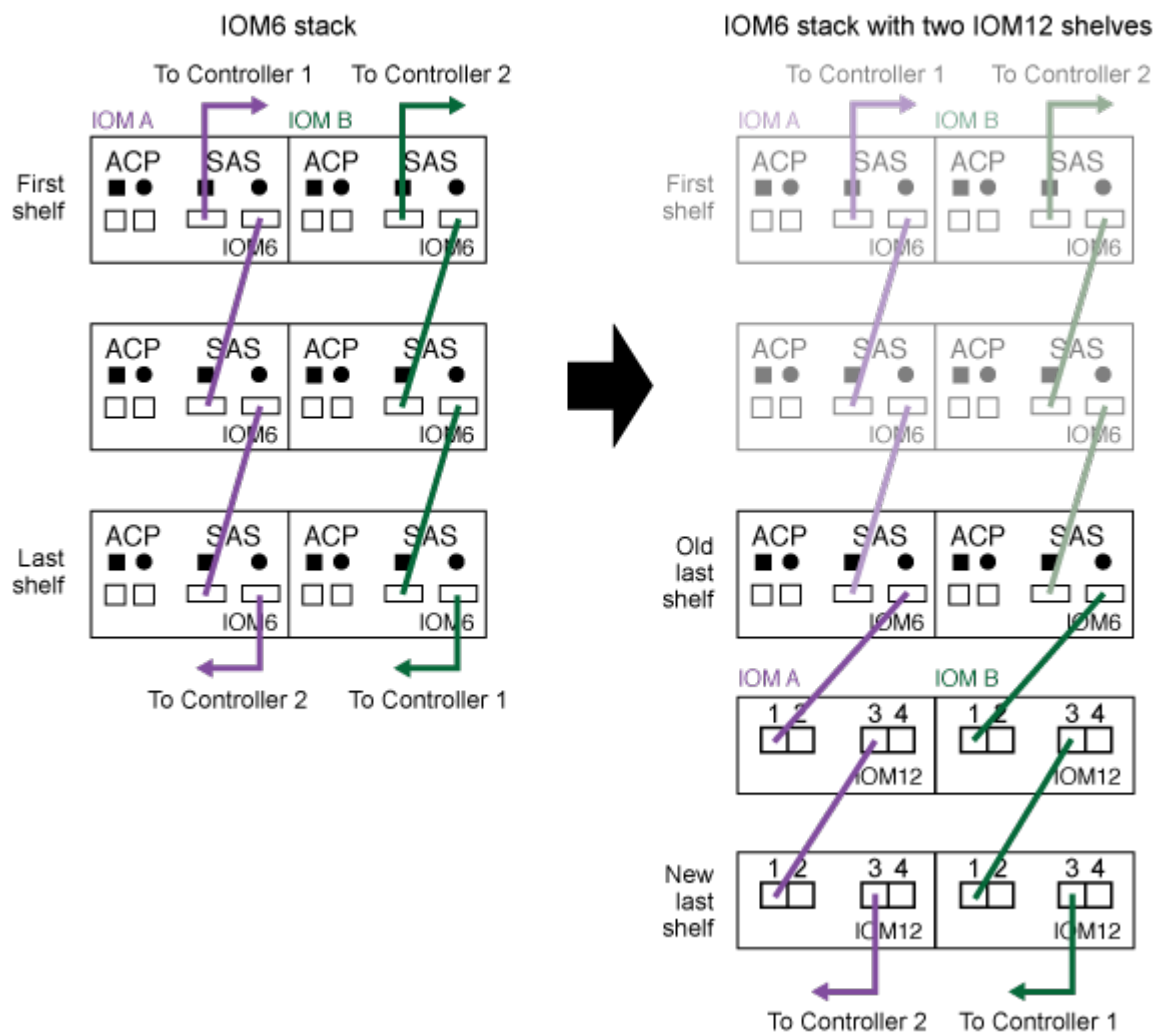 IOM6 stack
To Controller 1 To Controller 2
IOM A IOM B
First
shelf
ACP SAS ACP SAS
IOM6 IOM6
ACP SAS ACP SAS
IOM6 IOM6
Last
shelf
ACP SAS ACP SAS
IOM6 IOM6
To Controller 2 To Controller 1
IOM6 stack with two IOM12 shelves
To Controller 1 To Controller 2
IOM A IOM B
First
shelf
ACP SAS ACP SAS
IOM6 IOM6
ACP SAS ACP SAS
IOM6 IOM6
Old
last
shelf
ACP SAS ACP SAS
IOM6 IOM6
IOM A IOM B
1 2 3 4 1 2 3 4
IOM12 IOM12
New
last
shelf
1 2 3 4 1 2 3 4
IOM12 IOM12
To Controller 2 To Controller 1